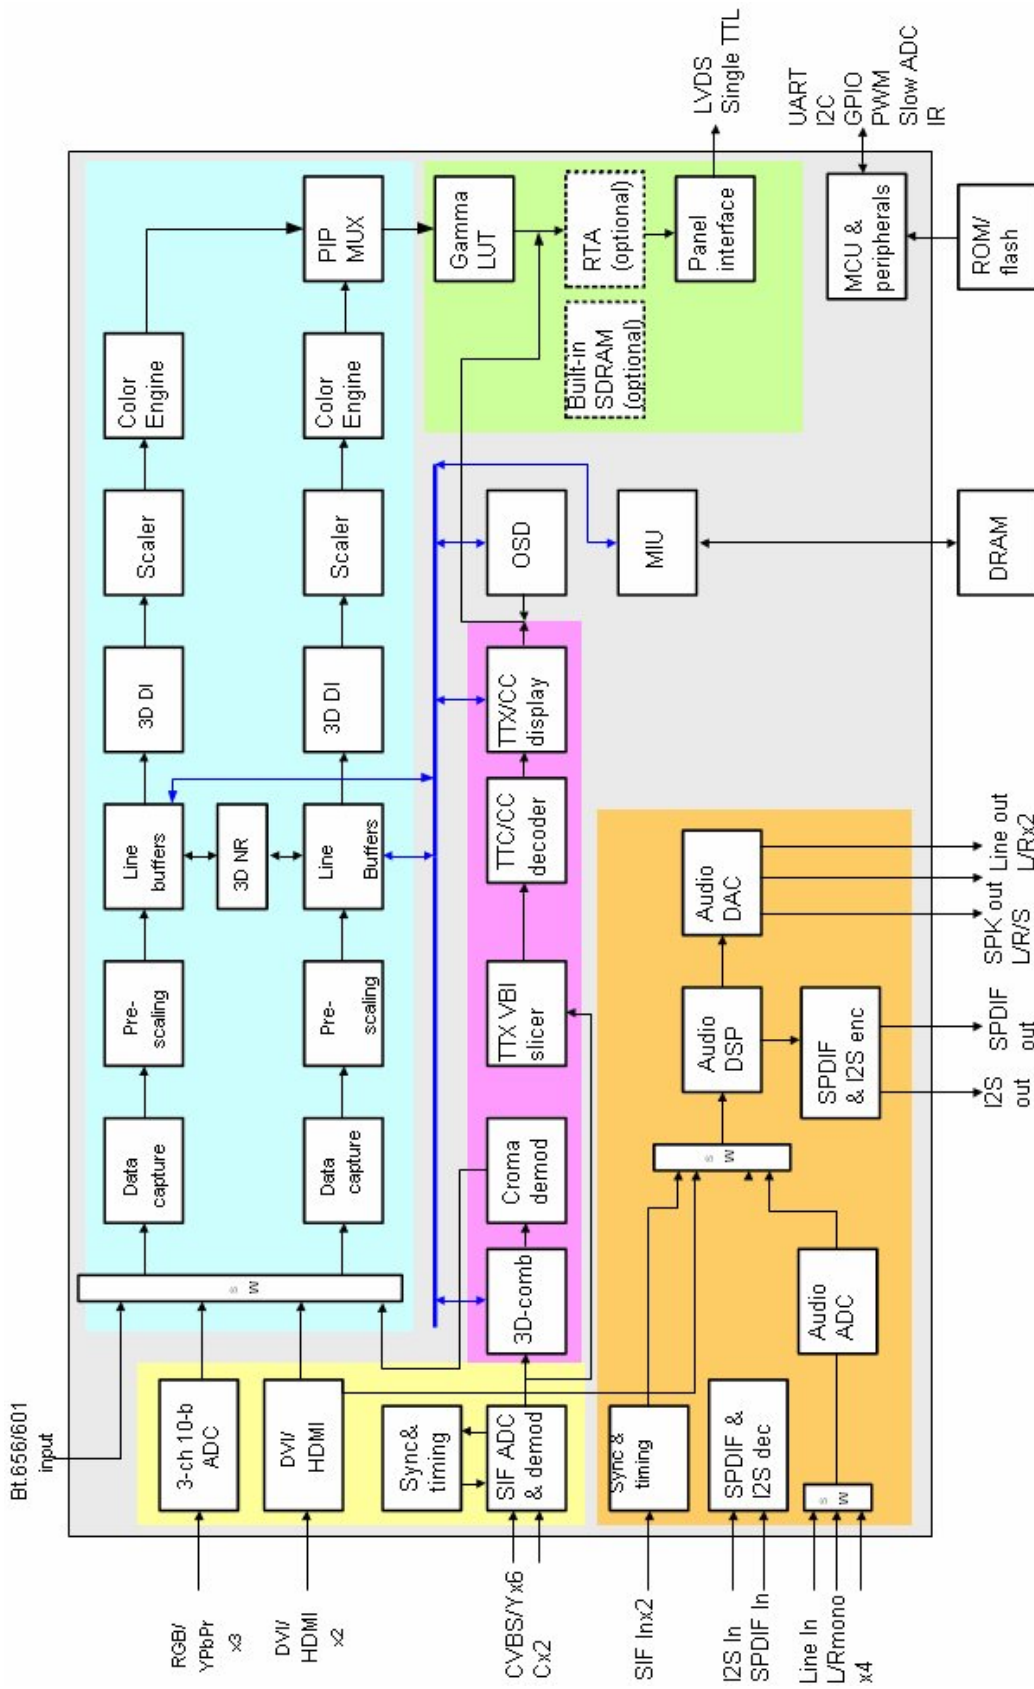 Bt.656/601
input
RGB/
YPbPr
x3
DVI/
HDMI
x2
CVBS/Yx6
Cx2
SIF Inx2
I2S In
SPDIF In
Line In
L/Rmono
x4
3-ch 10-b
ADC
DVI/
HDMI
Sync&
timing
SIF ADC
& demod
Sync &
timing
SPDIF &
I2S dec
M
S
M
S
Data
capture
Pre-
scaling
Line
buffers
3D DI
Scaler
Color
Engine
3D NR
Data
capture
Pre-
scaling
Line
Buffers
3D DI
Scaler
Color
Engine
PIP
MUX
3D-comb
Croma
demod
TTX VBI
slicer
TTC/CC
decoder
TTX/CC
display
OSD
MIU
Gamma
LUT
RTA
(optional)
Built-in
SDRAM
(optional)
Panel
interface
LVDS
Single TTL
Audio
ADC
M
S
Audio
DSP
Audio
DAC
SPDIF
& I2S enc
MCU &
peripherals
UART
I2C
GPIO
PWM
Slow ADC
IR
ROM/
flash
DRAM
I2S
out
SPDIF
out
SPK out
L/R/S
Line out
L/Rx2